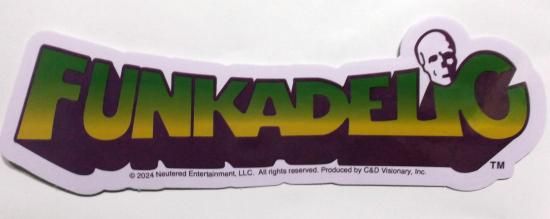 FUNKADELIC
TM
© 2024 Neutered Entertainment, LLC. All rights reserved. Produced by C&D Visionary, Inc.